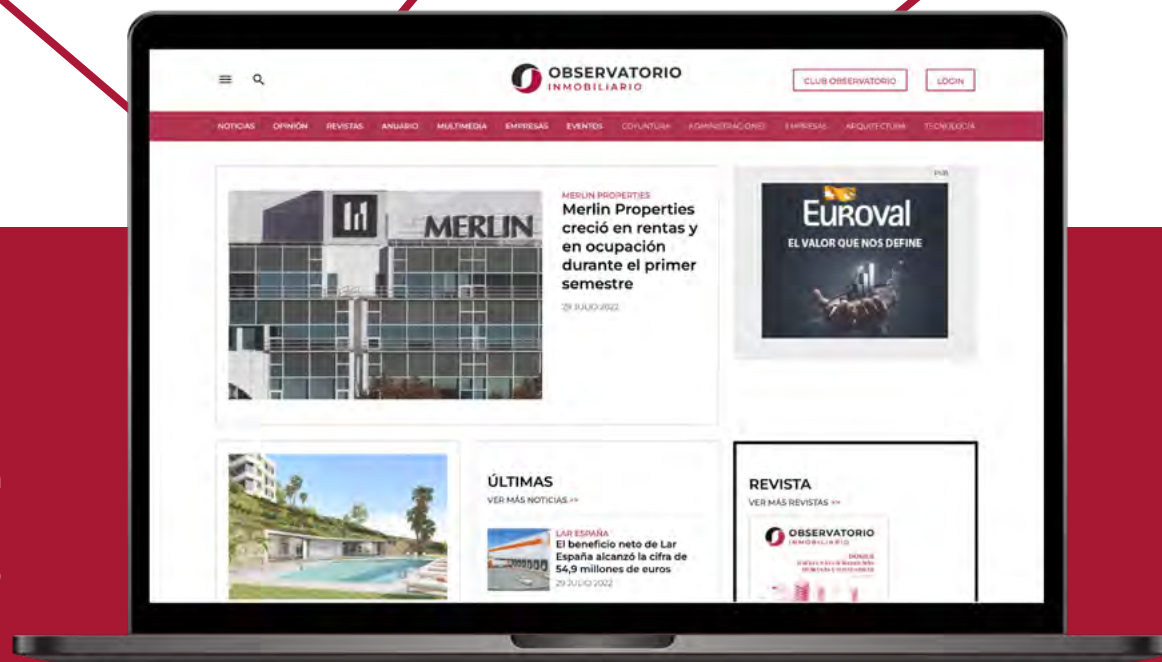 OBSERVATORIO
INMOBILIARIO
CLUB OBSERVATORIO
LOGIN
NOTICIAS OPINIÓN REVISTAS ANUARIO MULTIMEDIA EMPRESAS EVENTOS COYUNTURA ADMINISTRACIONES EMPRESAS ARQUITECTURA TECNOLOGÍA
MERLIN
MERLIN PROPERTIES
Merlin Properties
creció en rentas y
en ocupación
durante el primer
semestre
29 JULIO 2022
PUB
Euroval
EL VALOR QUE NOS DEFINE
ÚLTIMAS
VER MÁS NOTICIAS >>
LAR ESPAÑA
El beneficio neto de Lar
España alcanzó la cifra de
54,9 millones de euros
29 JULIO 2022
REVISTA
VER MÁS REVISTAS >>
OBSERVATORIO
INMOBILIARIO